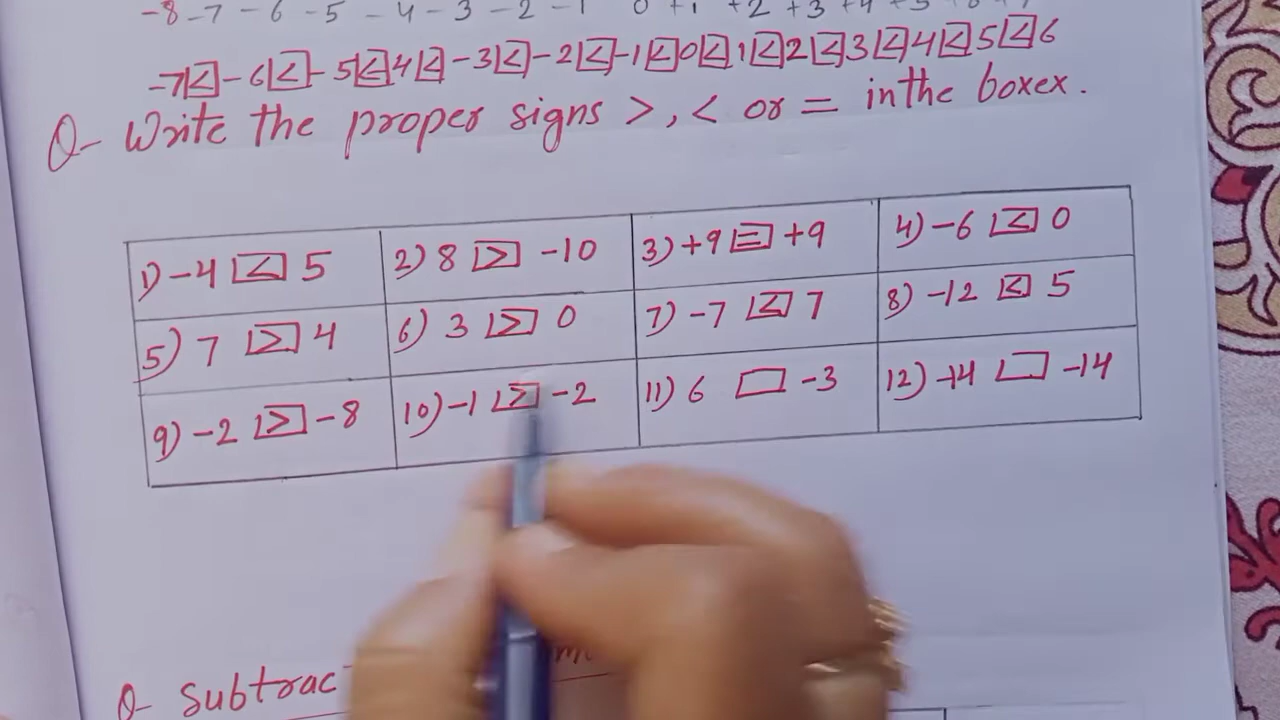 -8 -7 -6 -5 -4 -3 -2 -1 0 +1 +2 +3 +4
-7 < -6 < -5 < 4 < -3 < -2 < -1 < 0 < 1 < 2 < 3 < 4 < 5 < 6
Q- Write the proper signs >, < or = in the boxex.
1) -4 < 5 2) 8 > -10 3) +9 = +9 4) -6 < 0
5) 7 > 4 6) 3 > 0 7) -7 < 7 8) -12 < 5
9) -2 > -8 10) -1 > -2 11) 6 □ -3 12) -14 □ -14
Q- Subtrac